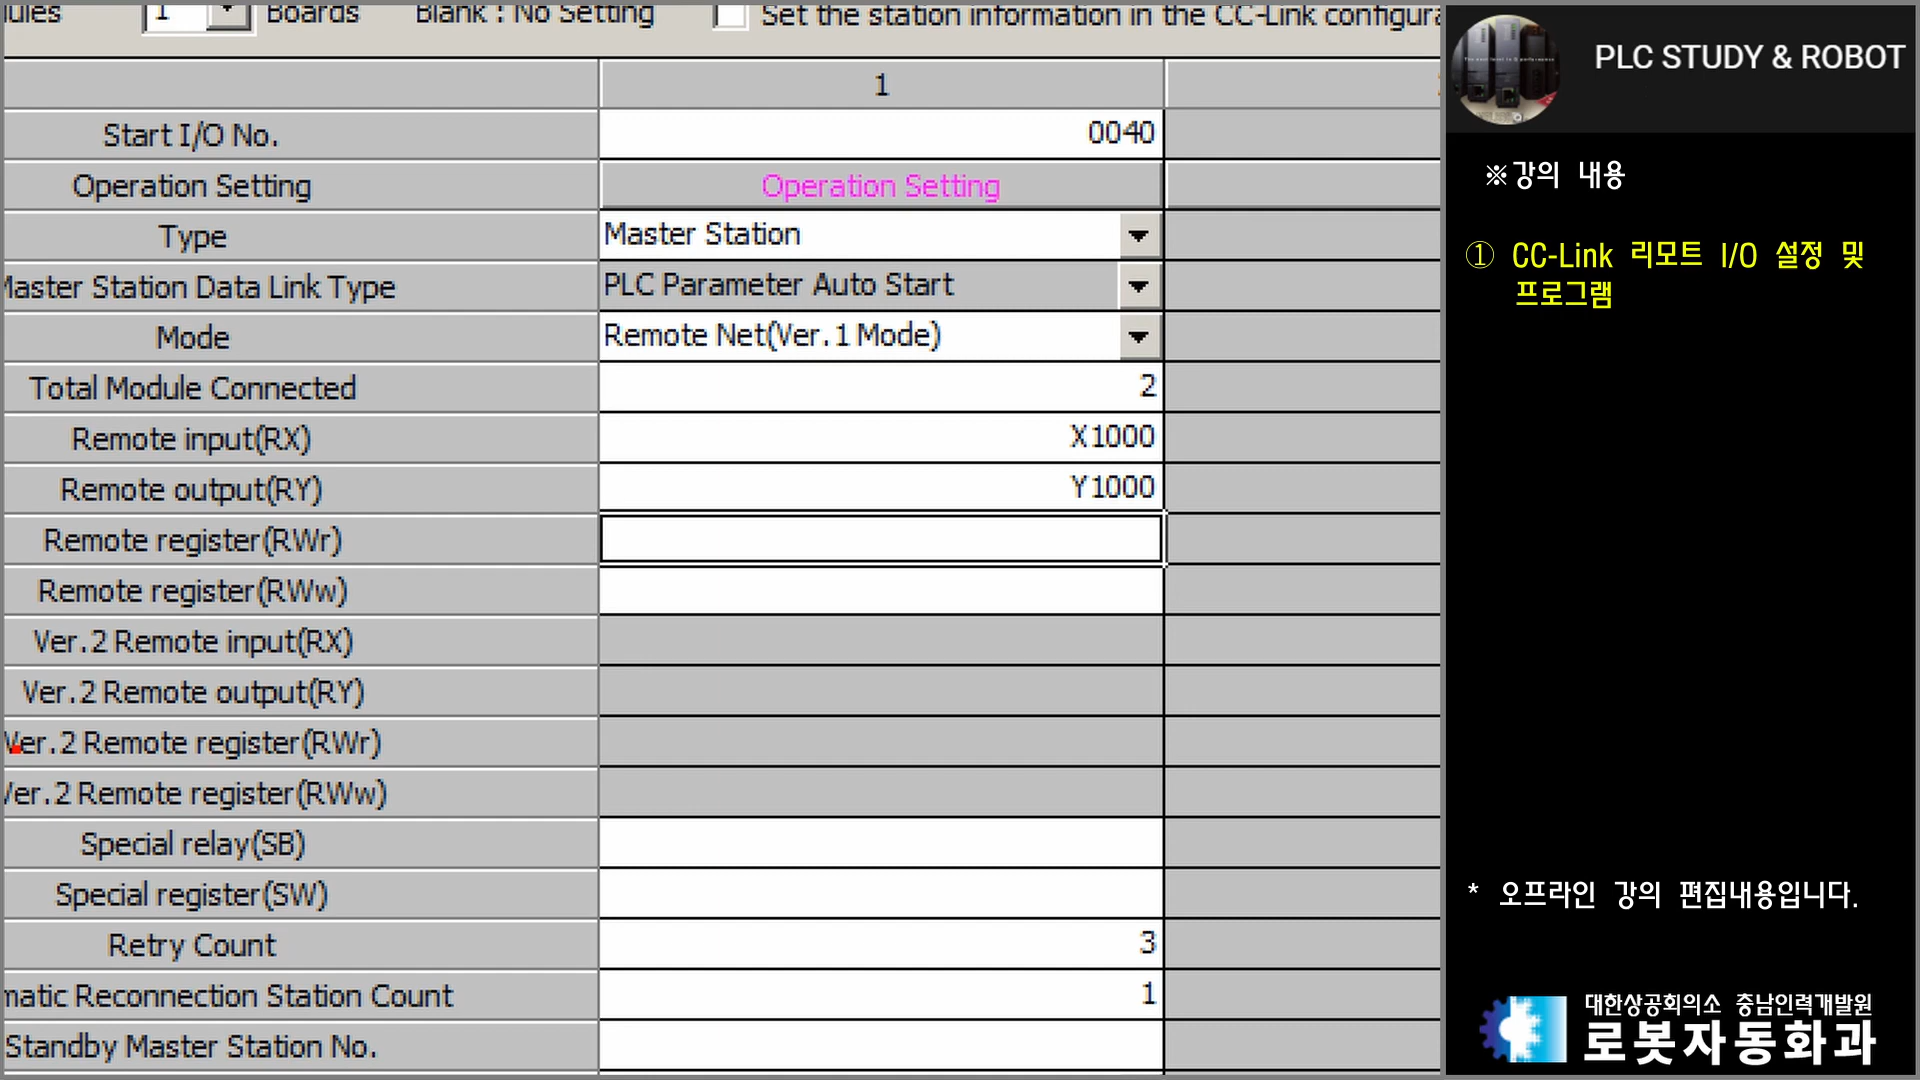 1 Boards Blank : No Setting Set the station information in the CC-Link
1
Start I/O No. 0040
Operation Setting Operation Setting
Type Master Station
Master Station Data Link Type PLC Parameter Auto Start
Mode Remote Net(Ver.1 Mode)
Total Module Connected 2
Remote input(RX) X1000
Remote output(RY) Y1000
Remote register(RWr)
Remote register(RWw)
Ver.2 Remote input(RX)
Ver.2 Remote output(RY)
Ver.2 Remote register(RWr)
Ver.2 Remote register(RWw)
Special relay(SB)
Special register(SW)
Retry Count 3
matic Reconnection Station Count 1
Standby Master Station No.
PLC STUDY & ROBOT
※강의 내용
① CC-Link 리모트 I/O 설정 및
프로그램
* 오프라인 강의 편집내용입니다.
대한상공회의소 충남인력개발원
로봇자동화과